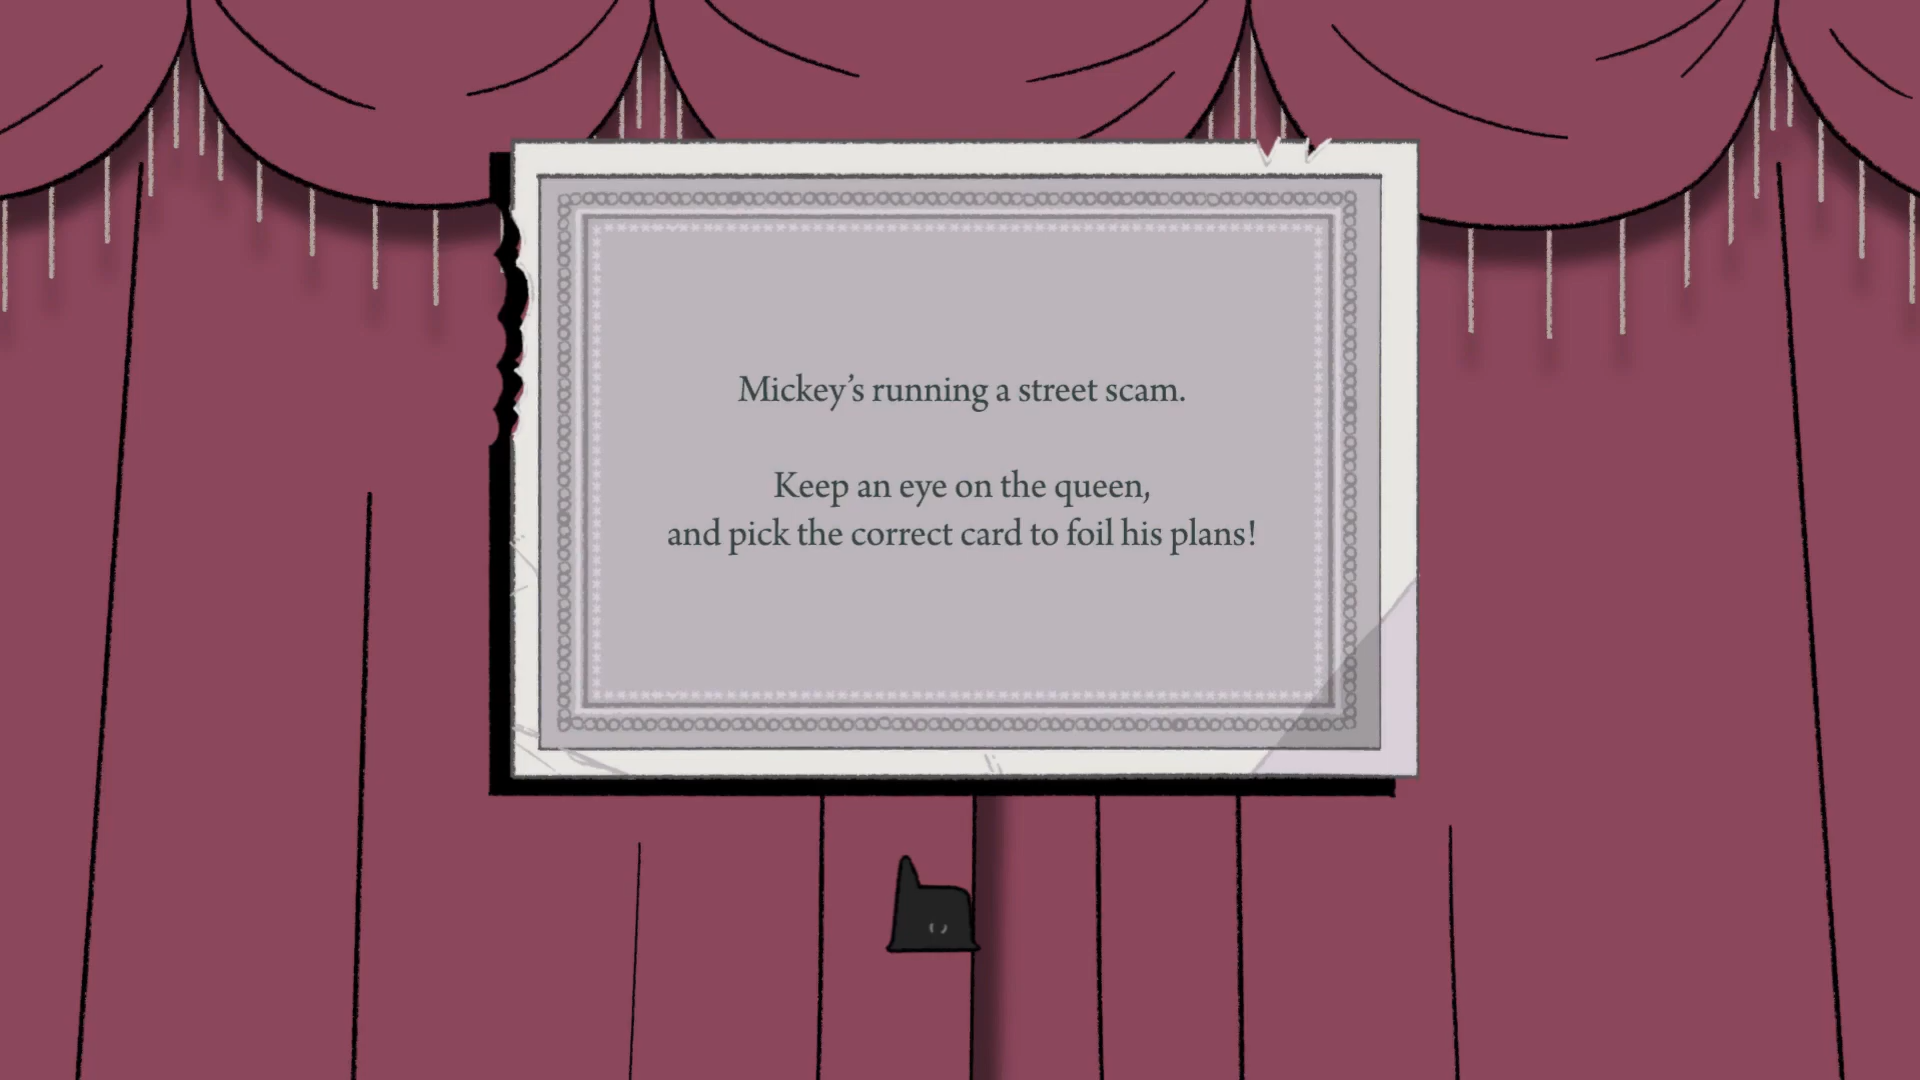 Mickey’s running a street scam.
Keep an eye on the queen,
and pick the correct card to foil his plans!